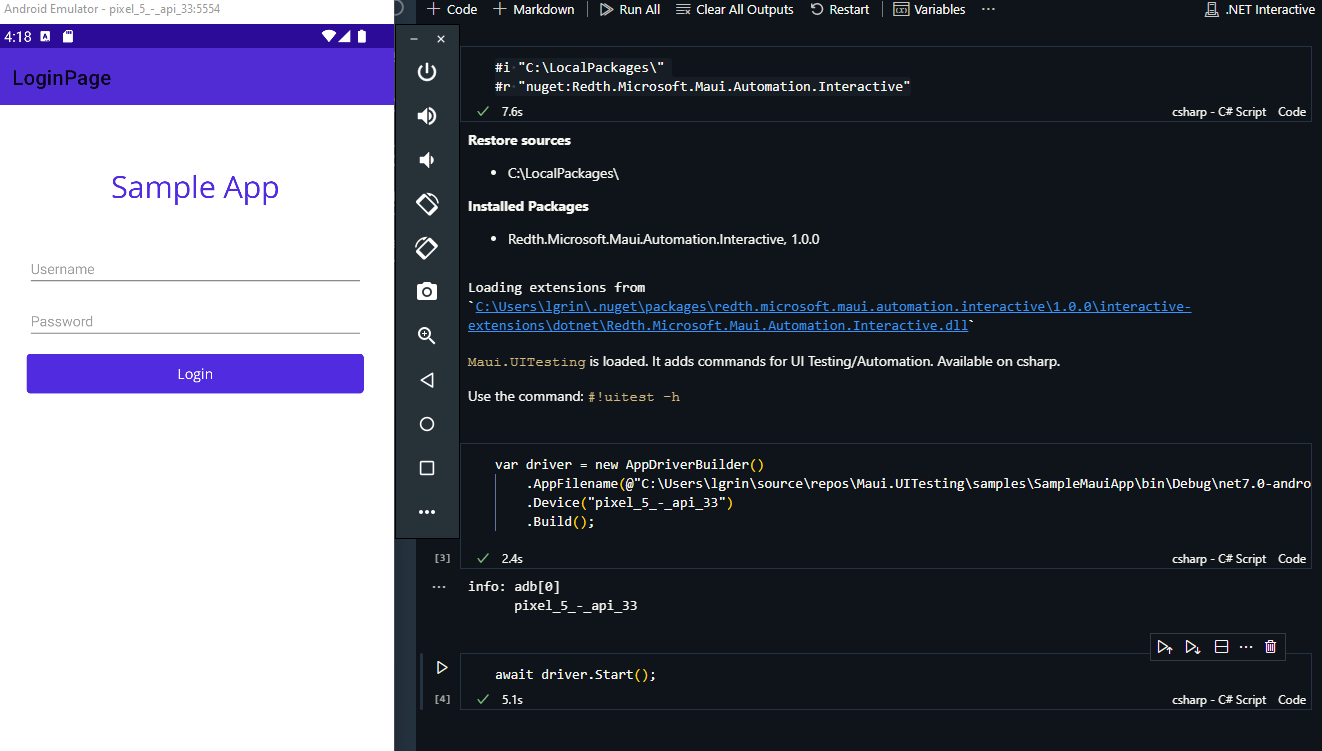 Android Emulator - pixel_5_-_api_33:5554
4:18
LoginPage
Sample App
Username
Password
Login
Code
Markdown
Run All
Clear All Outputs
Restart
Variables
...
.NET Interactive
#i "C:\LocalPackages\"
#r "nuget:Redth.Microsoft.Maui.Automation.Interactive"
7.6s
csharp - C# Script Code
Restore sources
• C:\LocalPackages\
Installed Packages
• Redth.Microsoft.Maui.Automation.Interactive, 1.0.0
Loading extensions from
`C:\Users\lgrin\.nuget\packages\redth.microsoft.maui.automation.interactive\1.0.0\interactive-
extensions\dotnet\Redth.Microsoft.Maui.Automation.Interactive.dll`
Maui.UITesting is loaded. It adds commands for UI Testing/Automation. Available on csharp.
Use the command: #!uitest -h
var driver = new AppDriverBuilder()
.AppFilename(@"C:\Users\lgrin\source\repos\Maui.UITesting\samples\SampleMauiApp\bin\Debug\net7.0-andro
.Device("pixel_5_-_api_33")
.Build();
[3]
2.4s
csharp - C# Script Code
info: adb[0]
pixel_5_-_api_33
await driver.Start();
[4]
5.1s
csharp - C# Script Code